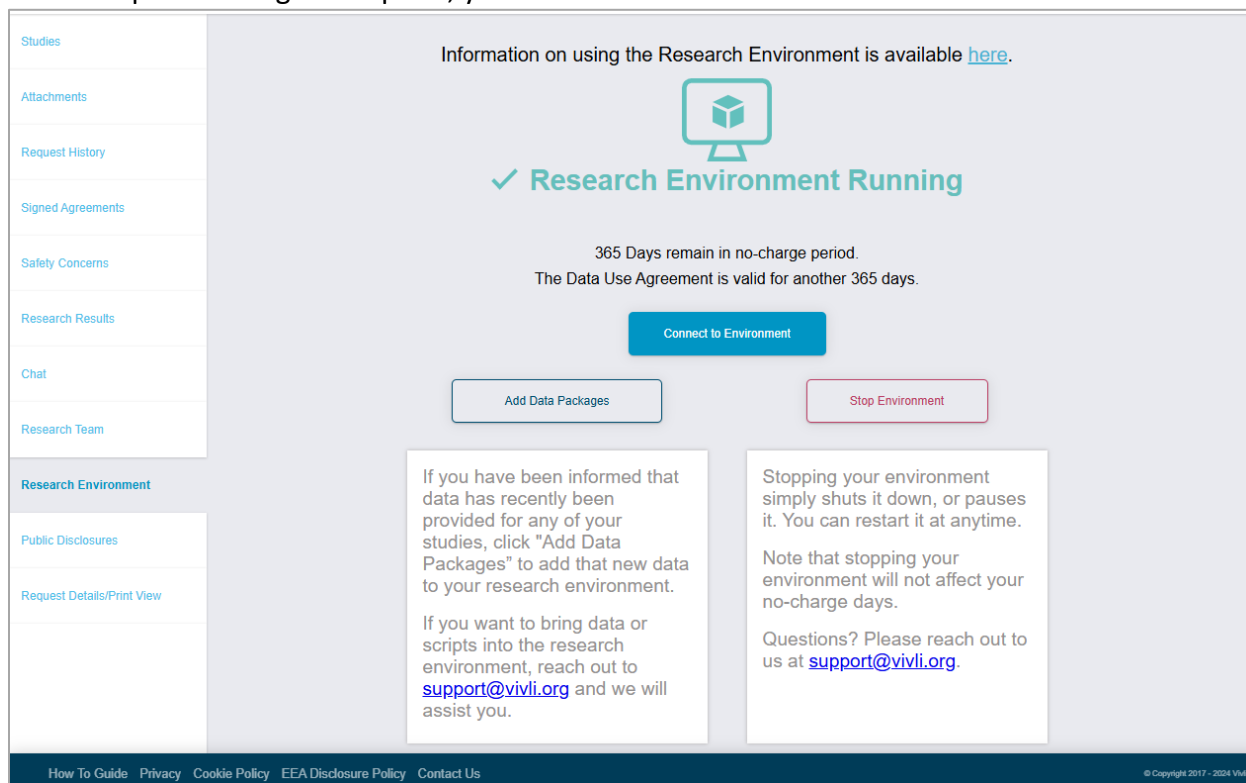 Studies
Attachments
Request History
Signed Agreements
Safety Concerns
Research Results
Chat
Research Team
Research Environment
Public Disclosures
Request Details/Print View
Information on using the Research Environment is available here.
✓ Research Environment Running
365 Days remain in no-charge period.
The Data Use Agreement is valid for another 365 days.
Connect to Environment
Add Data Packages
Stop Environment
If you have been informed that
data has recently been
provided for any of your
studies, click "Add Data
Packages" to add that new data
to your research environment.
If you want to bring data or
scripts into the research
environment, reach out to
support@vivli.org and we will
assist you.
Stopping your environment
simply shuts it down, or pauses
it. You can restart it at anytime.
Note that stopping your
environment will not affect your
no-charge days.
Questions? Please reach out to
us at support@vivli.org.
How To Guide Privacy Cookie Policy EEA Disclosure Policy Contact Us
© Copyright 2017 - 2024